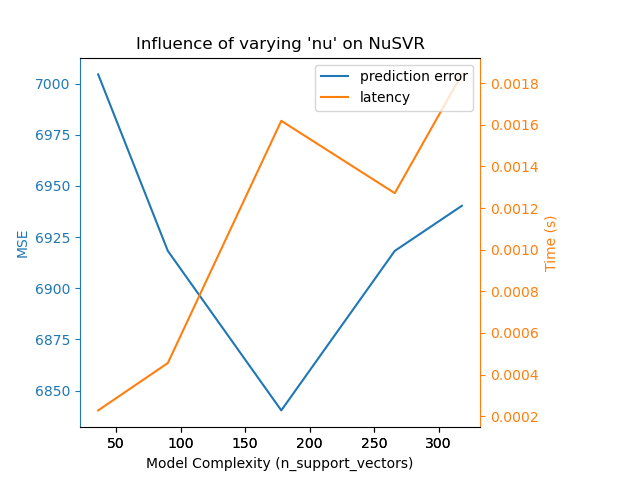 Influence of varying 'nu' on NuSVR
prediction error
latency
7000
6975
6950
6925
6900
6875
6850
MSE
0.0018
0.0016
0.0014
0.0012
0.0010
0.0008
0.0006
0.0004
0.0002
Time (s)
50 100 150 200 250 300
Model Complexity (n_support_vectors)